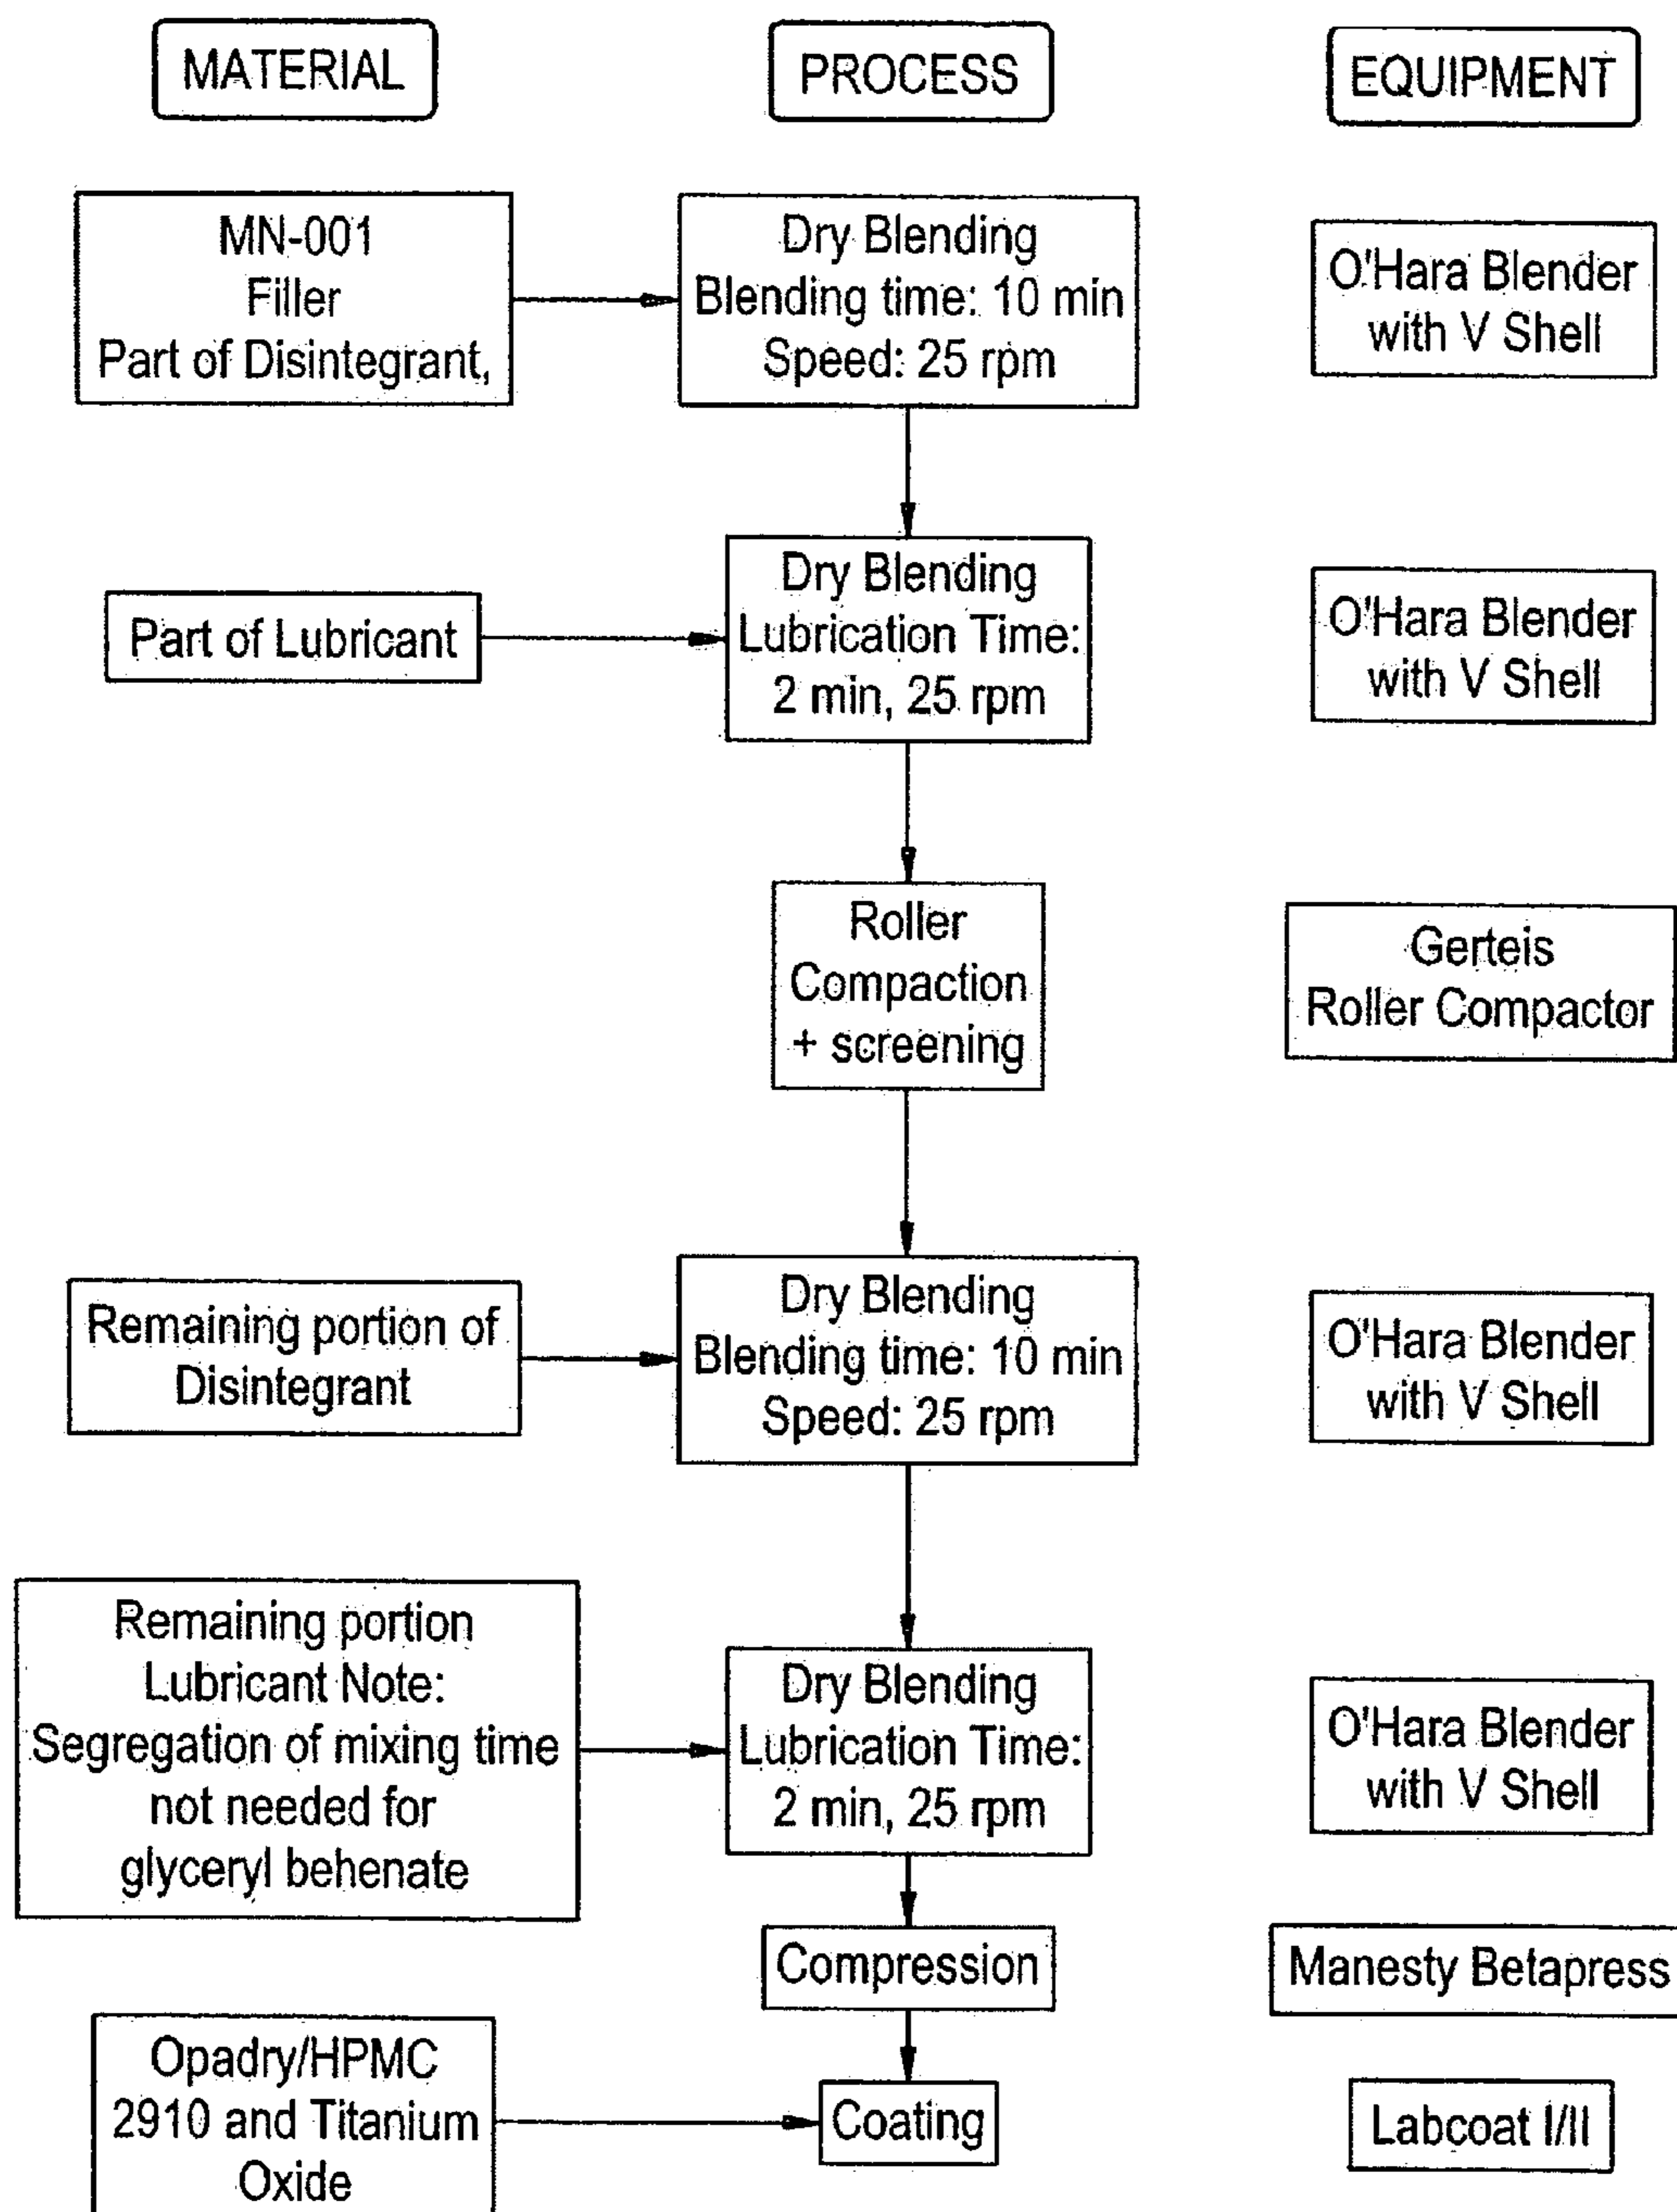 MATERIAL
PROCESS
EQUIPMENT
MN-001
Filler
Part of Disintegrant,
Dry Blending
Blending time: 10 min
Speed: 25 rpm
O'Hara Blender
with V Shell
Part of Lubricant
Dry Blending
Lubrication Time:
2 min, 25 rpm
O'Hara Blender
with V Shell
Roller
Compaction
+ screening
Gerteis
Roller Compactor
Remaining portion of
Disintegrant
Dry Blending
Blending time: 10 min
Speed: 25 rpm
O'Hara Blender
with V Shell
Remaining portion
Lubricant Note:
Segregation of mixing time
not needed for
glyceryl behenate
Dry Blending
Lubrication Time:
2 min, 25 rpm
O'Hara Blender
with V Shell
Compression
Manesty Betapress
Opadry/HPMC
2910 and Titanium
Oxide
Coating
Labcoat I/II